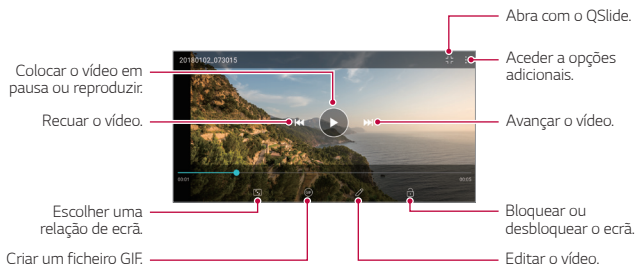 Abra com o QSlide.
20180102_073015
Aceder a opções
adicionais.
Colocar o vídeo em
pausa ou reproduzir.
Recuar o vídeo.
Avançar o vídeo.
00:01
00:05
GIF
Escolher uma
relação de ecrã.
Bloquear ou
desbloquear o ecrã.
Criar um ficheiro GIF.
Editar o vídeo.